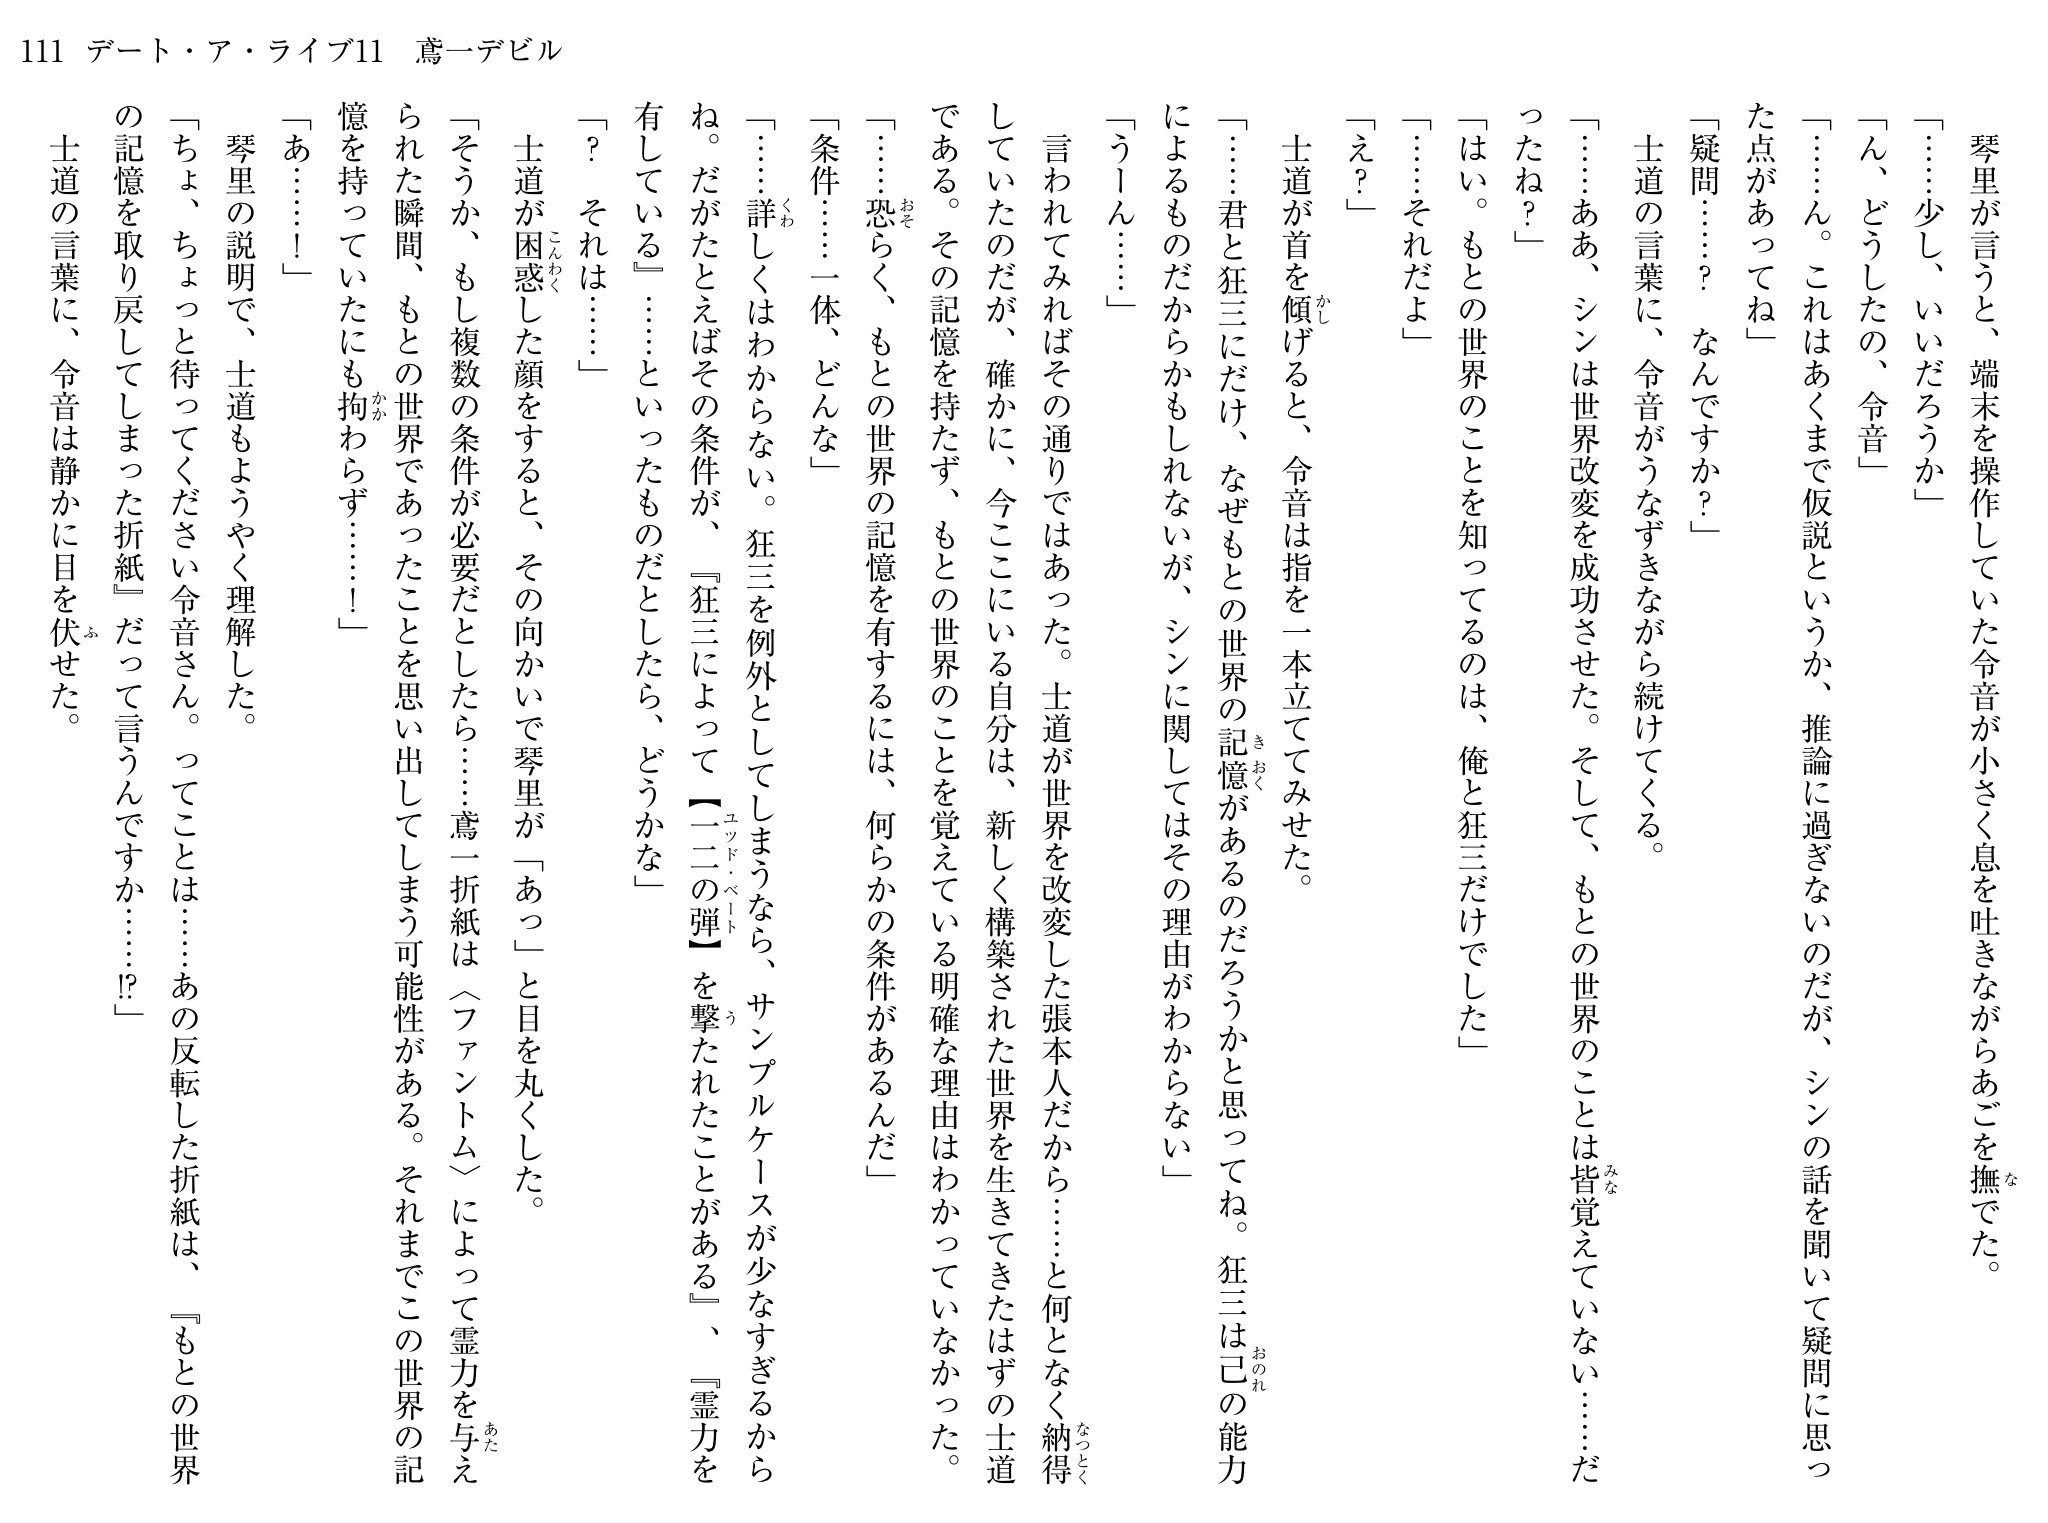 111 デート・ア・ライブ11 鳶一デビル
　琴里が言うと、端末を操作していた令音が小さく息を吐きながらあごを撫でた。
「……少し、いいだろうか」
「ん、どうしたの、令音」
「……ん。これはあくまで仮説というか、推論に過ぎないのだが、シンの話を聞いて疑問に思っ
た点があってね」
「疑問……？　なんですか？」
　士道の言葉に、令音がうなずきながら続けてくる。
「……ああ、シンは世界改変を成功させた。そして、もとの世界のことは皆覚えていない……だ
ったね？」
「はい。もとの世界のことを知ってるのは、俺と狂三だけでした」
「……それだよ」
「え？」
　士道が首を傾げると、令音は指を一本立ててみせた。
「……君と狂三にだけ、なぜもとの世界の記憶があるのだろうかと思ってね。狂三は己の能力
によるものだからかもしれないが、シンに関してはその理由がわからない」
「うーん……」
　言われてみればその通りではあった。士道が世界を改変した張本人だから……と何となく納得
していたのだが、確かに、今ここにいる自分は、新しく構築された世界を生きてきたはずの士道
である。その記憶を持たず、もとの世界のことを覚えている明確な理由はわかっていなかった。
「……恐らく、もとの世界の記憶を有するには、何らかの条件があるんだ」
「条件……一体、どんな」
「……詳しくはわからない。狂三を例外としてしまうなら、サンプルケースが少なすぎるから
ね。だがたとえばその条件が、『狂三によって【一二の弾】を撃たれたことがある』、『霊力を
有している』……といったものだとしたら、どうかな」
「？　それは……」
　士道が困惑した顔をすると、その向かいで琴里が「あっ」と目を丸くした。
「そうか、もし複数の条件が必要だとしたら……鳶一折紙は〈ファントム〉によって霊力を与え
られた瞬間、もとの世界であったことを思い出してしまう可能性がある。それまでこの世界の記
憶を持っていたにも拘わらず……！」
「あ……！」
　琴里の説明で、士道もようやく理解した。
「ちょ、ちょっと待ってください令音さん。ってことは……あの反転した折紙は、『もとの世界
の記憶を取り戻してしまった折紙』だって言うんですか……!?」
　士道の言葉に、令音は静かに目を伏せた。